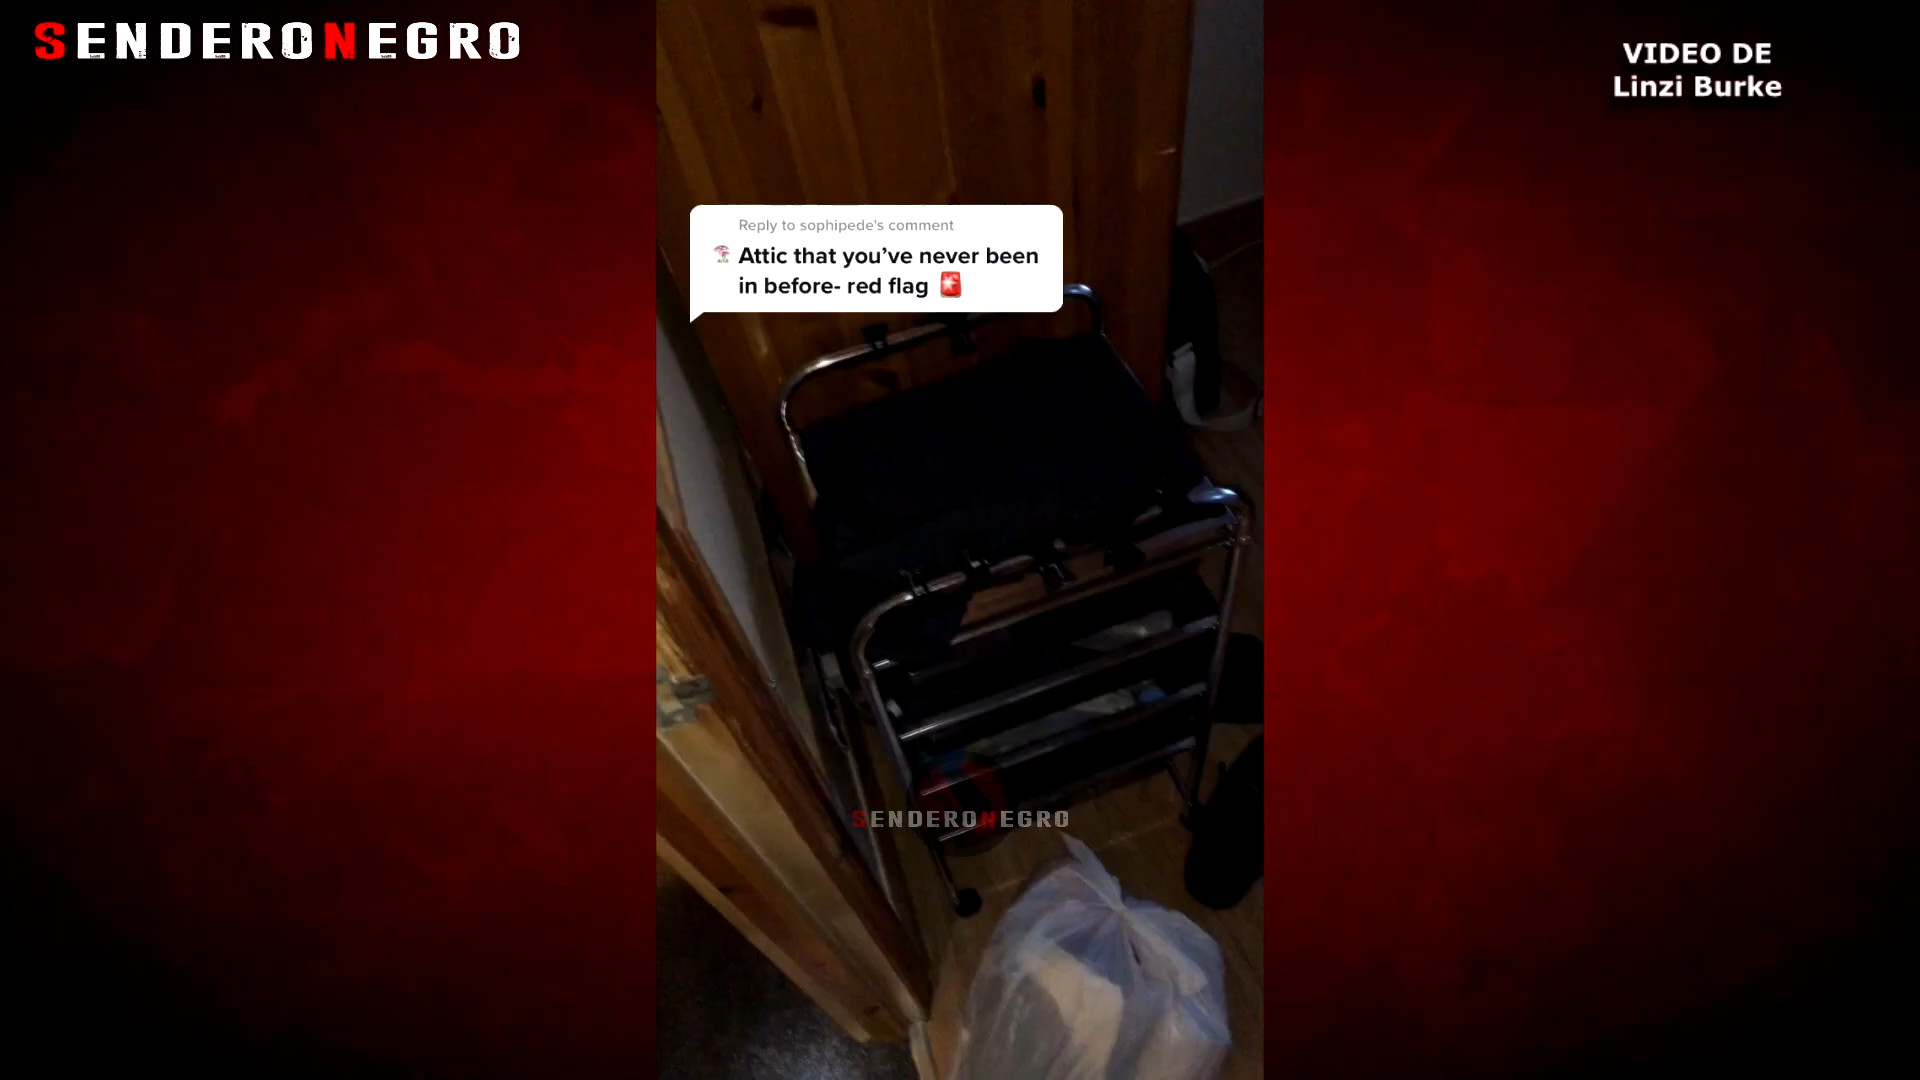 SENDERONEGRO
VIDEO DE
Linzi Burke
Reply to sophipede's comment
Attic that you’ve never been
in before- red flag 🚨
SENDERONEGRO